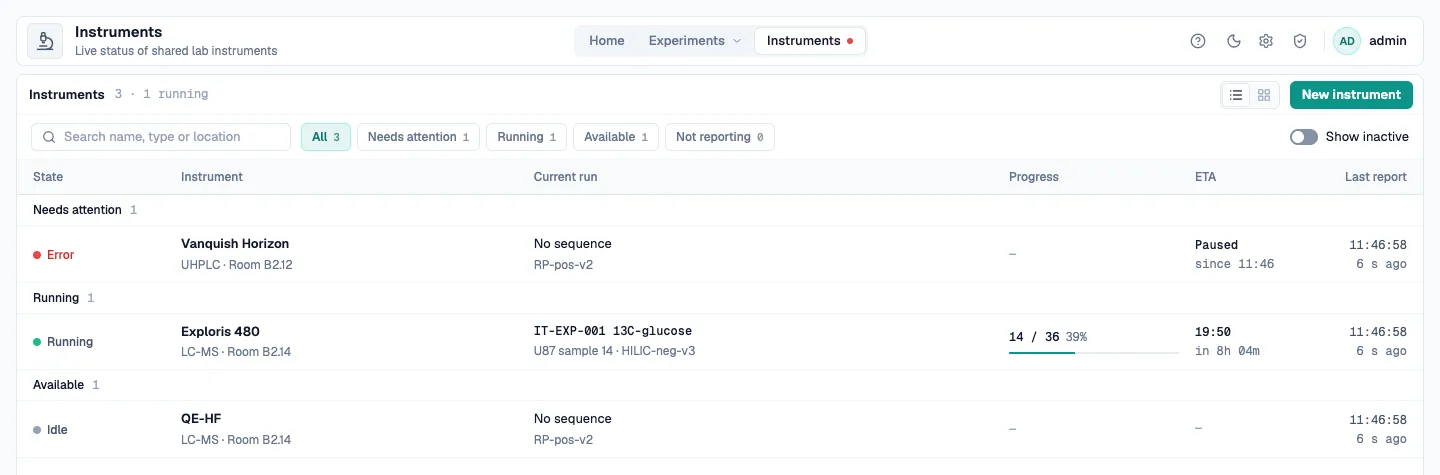 Instruments
Live status of shared lab instruments
Home Experiments Instruments
AD admin
Instruments 3 · 1 running
New instrument
Search name, type or location
All 3 Needs attention 1 Running 1 Available 1 Not reporting 0
Show inactive
State Instrument Current run Progress ETA Last report
Needs attention 1
Error Vanquish Horizon No sequence – Paused 11:46:58
UHPLC · Room B2.12 RP-pos-v2 since 11:46 6 s ago
Running 1
Running Exploris 480 IT-EXP-001 13C-glucose 14 / 36 39% 19:50 11:46:58
LC-MS · Room B2.14 U87 sample 14 · HILIC-neg-v3 in 8h 04m 6 s ago
Available 1
Idle QE-HF No sequence – – 11:46:58
LC-MS · Room B2.14 RP-pos-v2 6 s ago